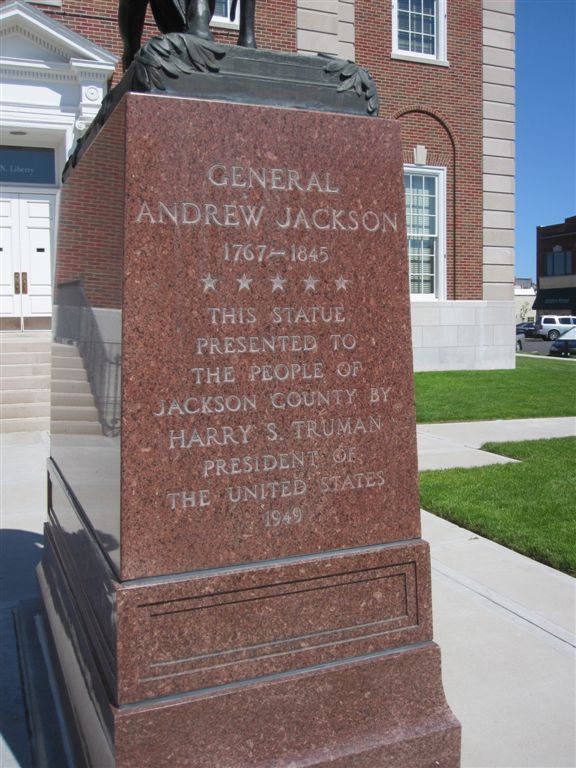 N. Liberty
GENERAL
ANDREW JACKSON
1767–1845
★ ★ ★ ★ ★
THIS STATUE
PRESENTED TO
THE PEOPLE OF
JACKSON COUNTY BY
HARRY S. TRUMAN
PRESIDENT OF
THE UNITED STATES
1949